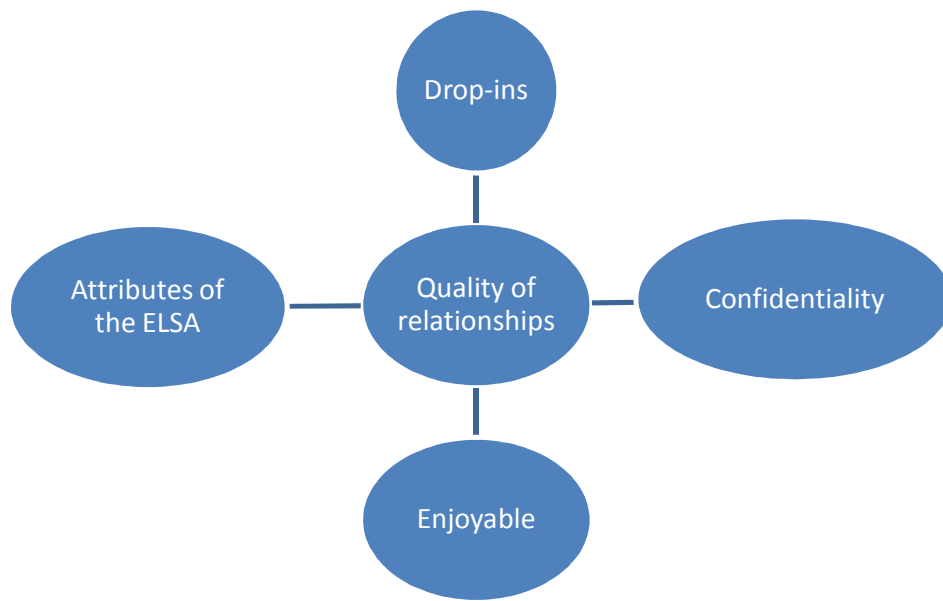 Drop-ins
Attributes of
the ELSA
Quality of
relationships
Confidentiality
Enjoyable